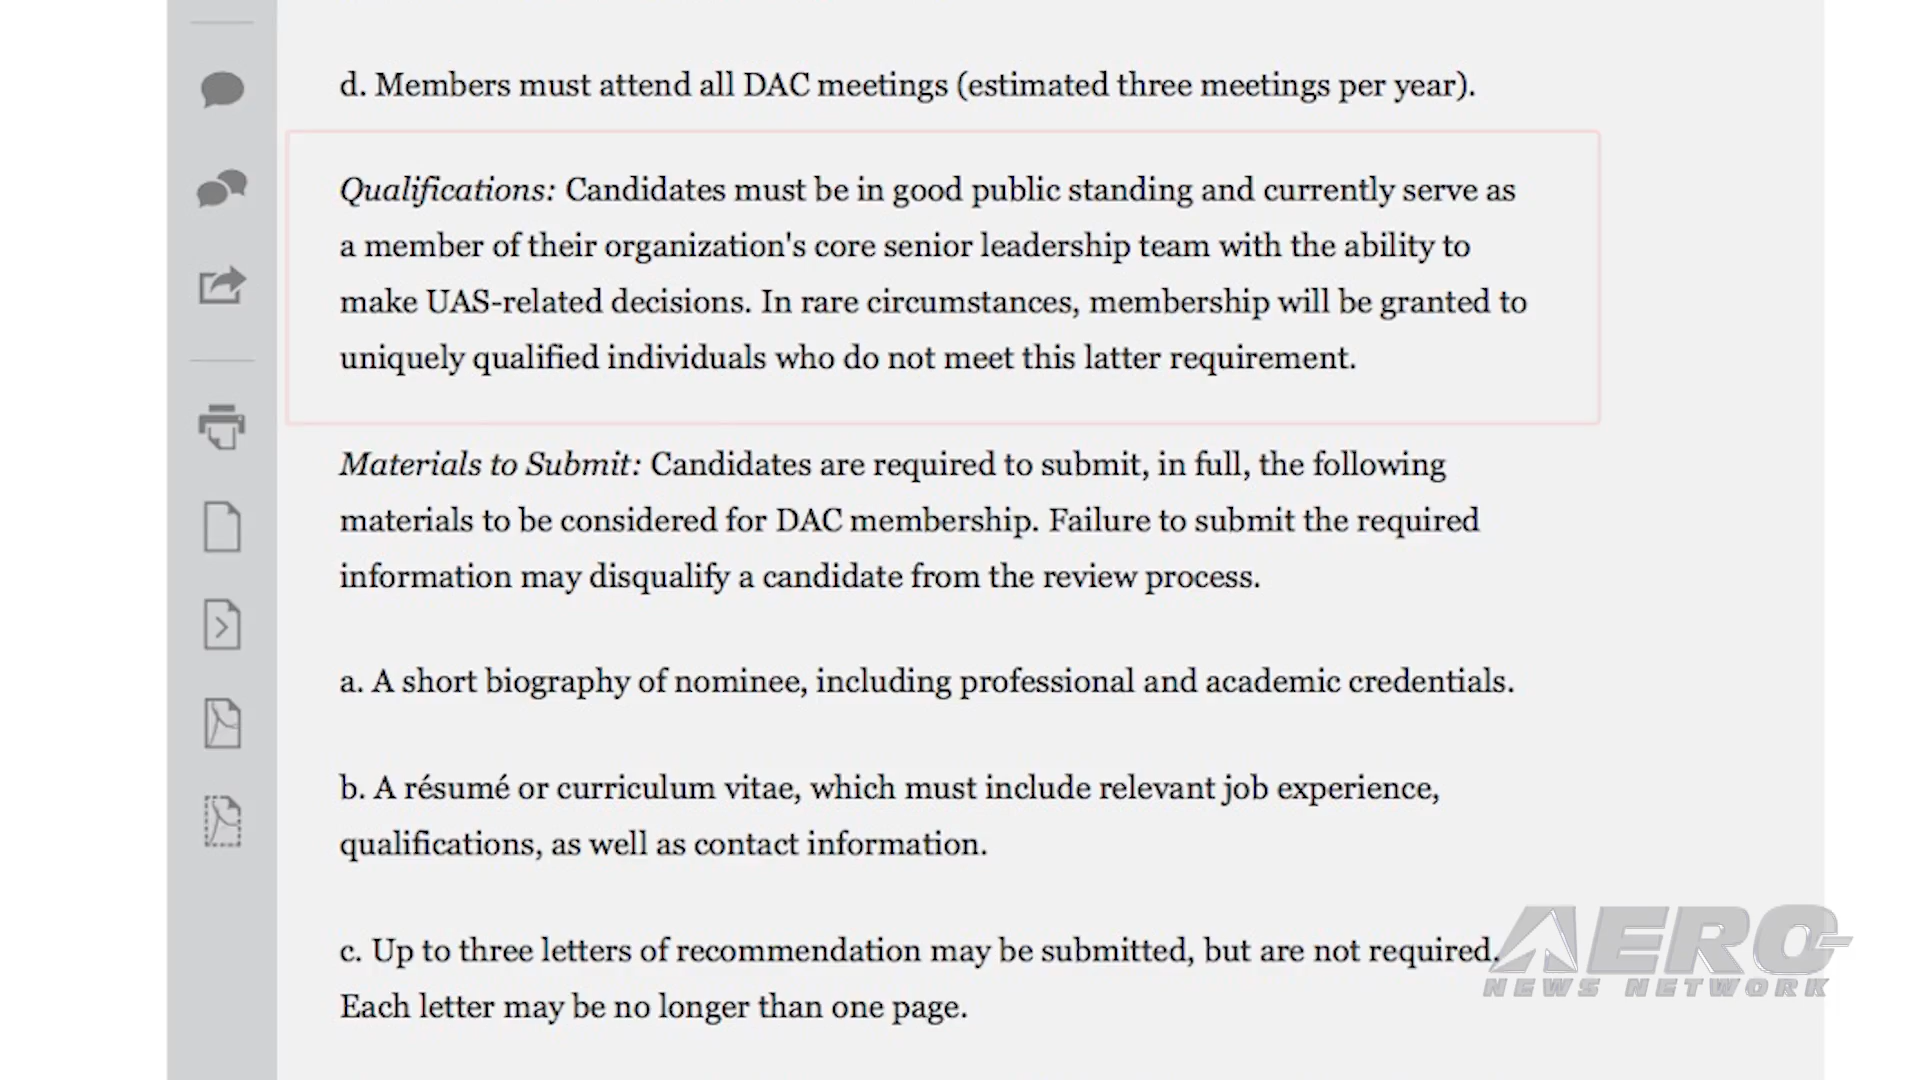 d. Members must attend all DAC meetings (estimated three meetings per year).
Qualifications: Candidates must be in good public standing and currently serve as
a member of their organization's core senior leadership team with the ability to
make UAS-related decisions. In rare circumstances, membership will be granted to
uniquely qualified individuals who do not meet this latter requirement.
Materials to Submit: Candidates are required to submit, in full, the following
materials to be considered for DAC membership. Failure to submit the required
information may disqualify a candidate from the review process.
a. A short biography of nominee, including professional and academic credentials.
b. A résumé or curriculum vitae, which must include relevant job experience,
qualifications, as well as contact information.
c. Up to three letters of recommendation may be submitted, but are not required.
Each letter may be no longer than one page.
AERO
NEWS NETWORK